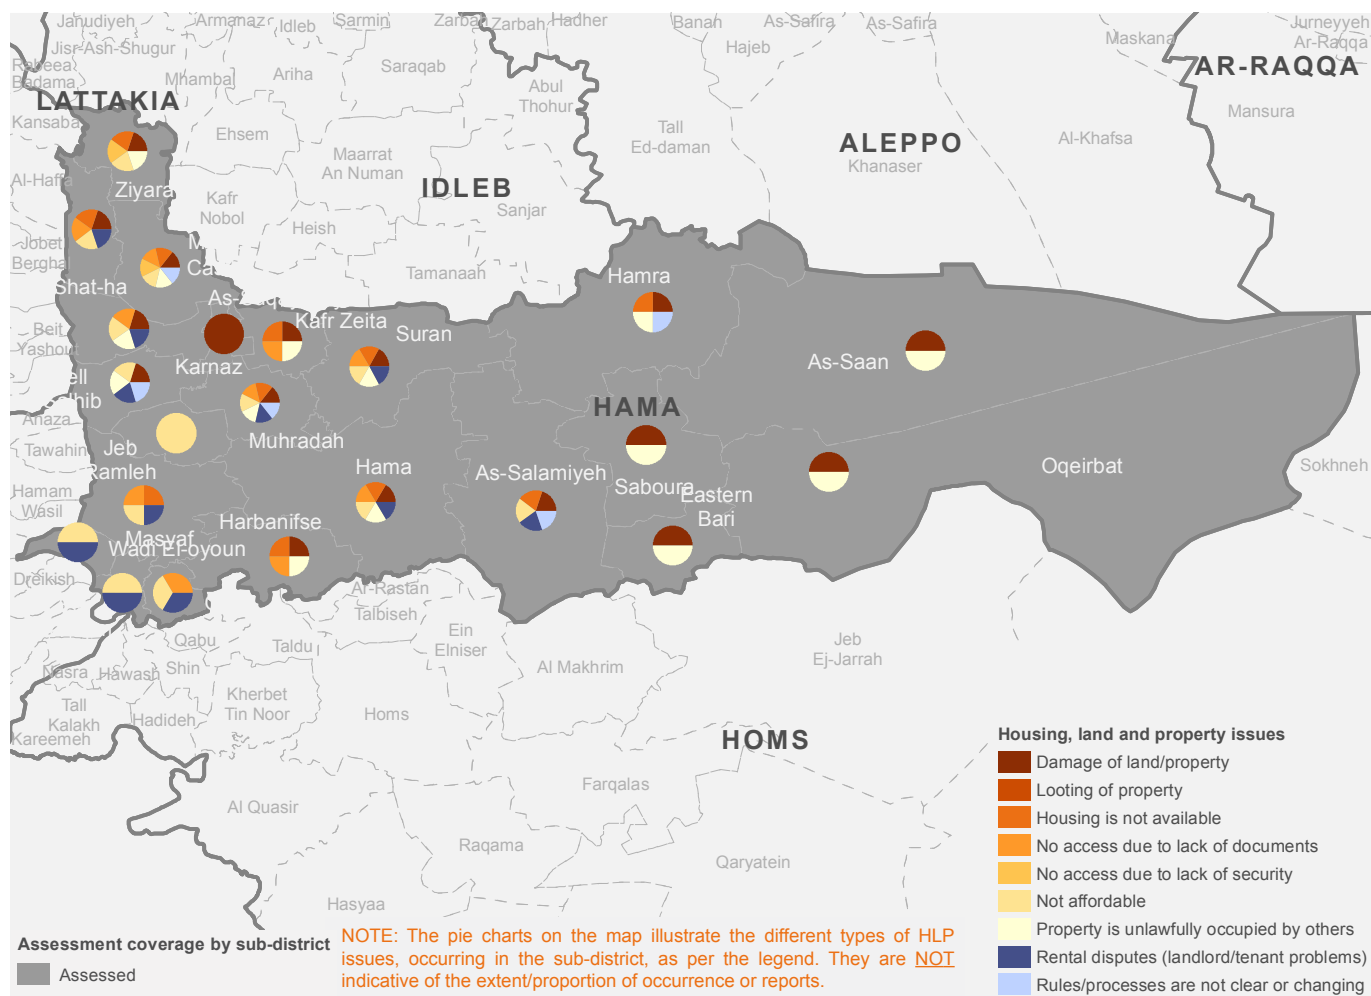 Janudiyeh
Armanaz
Idleb
Sarmin
Zarbah
Zarbah
Hadher
Banan
As-Safira
As-Safira
Jurneyyeh
Jisr-Ash-Shugur
Hajeb
Maskana
Ar-Raqqa
Rabeea
Badama
Mhambal
Ariha
Saraqab
AR-RAQQA
LATTAKIA
Abul
Thohur
Mansura
Kansaba
Ehsem
Tall
Ed-daman
ALEPPO
Al-Khafsa
Maarrat
An Numan
Khanaser
Al-Haffa
Ziyara
Kafr
Nobol
IDLEB
Sanjar
Heish
Jobet
Bergha
Tamanaah
Hamra
Shat-ha
Kafr Zeita
Suran
Beit
Yashout
Karnaz
As-Saan
HAMA
Anaza
Muhradah
Tawahin
Jeb
Ramleh
Hama
As-Salamiyeh
Oqeirbat
Sokhneh
Saboura
Eastern
Bari
Hamam
Wasil
Harbanifse
Masyaf
Wadi El-oyoun
Dreikish
Ar-Rastan
Talbiseh
Qabu
Taldu
Ein
Elniser
Jeb
Ej-Jarrah
Al Makhrim
Nasra
Hawash
Shin
Kherbet
Tin Noor
Tall
Kalakh
Hadideh
Homs
Kareemeh
HOMS
Farqalas
Al Quasir
Raqama
Qaryatein
Hasyaa
Housing, land and property issues
Damage of land/property
Looting of property
Housing is not available
No access due to lack of documents
No access due to lack of security
Not affordable
Property is unlawfully occupied by others
Rental disputes (landlord/tenant problems)
Rules/processes are not clear or changing
Assessment coverage by sub-district
Assessed
NOTE: The pie charts on the map illustrate the different types of HLP
issues, occurring in the sub-district, as per the legend. They are NOT
indicative of the extent/proportion of occurrence or reports.